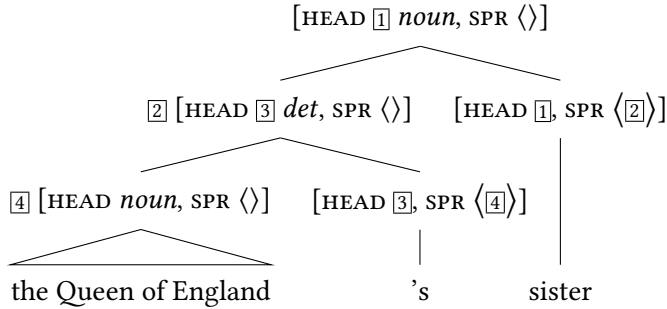 [HEAD 1 noun, SPR ⟨⟩]
2 [HEAD 3 det, SPR ⟨⟩] [HEAD 1, SPR ⟨2⟩]
4 [HEAD noun, SPR ⟨⟩] [HEAD 3, SPR ⟨4⟩]
the Queen of England 's sister